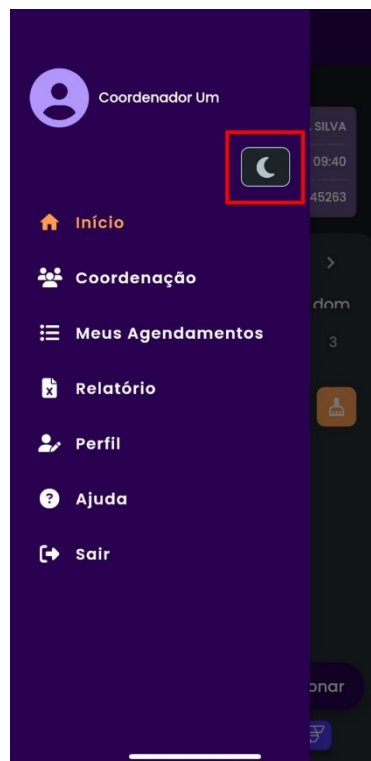 Coordenador Um
SILVA
09:40
45263
Início
Coordenação
dom
Meus Agendamentos
3
Relatório
Perfil
Ajuda
Sair
onar